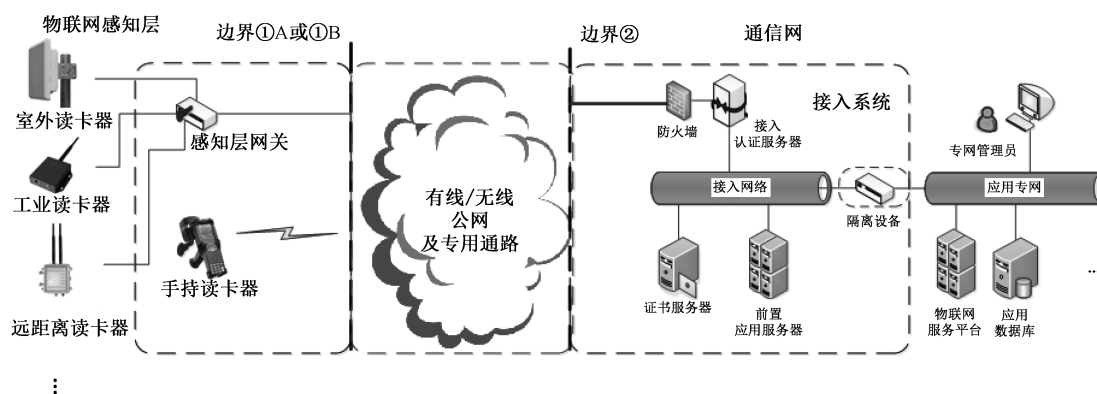 物联网感知层
边界①A或①B
边界②
通信网
室外读卡器
感知层网关
工业读卡器
手持读卡器
远距离读卡器
⋮
有线/无线
公网
及专用通路
防火墙
接入
认证服务器
接入系统
专网管理员
接入网络
隔离设备
应用专网
证书服务器
前置
应用服务器
物联网
服务平台
应用
数据库
...